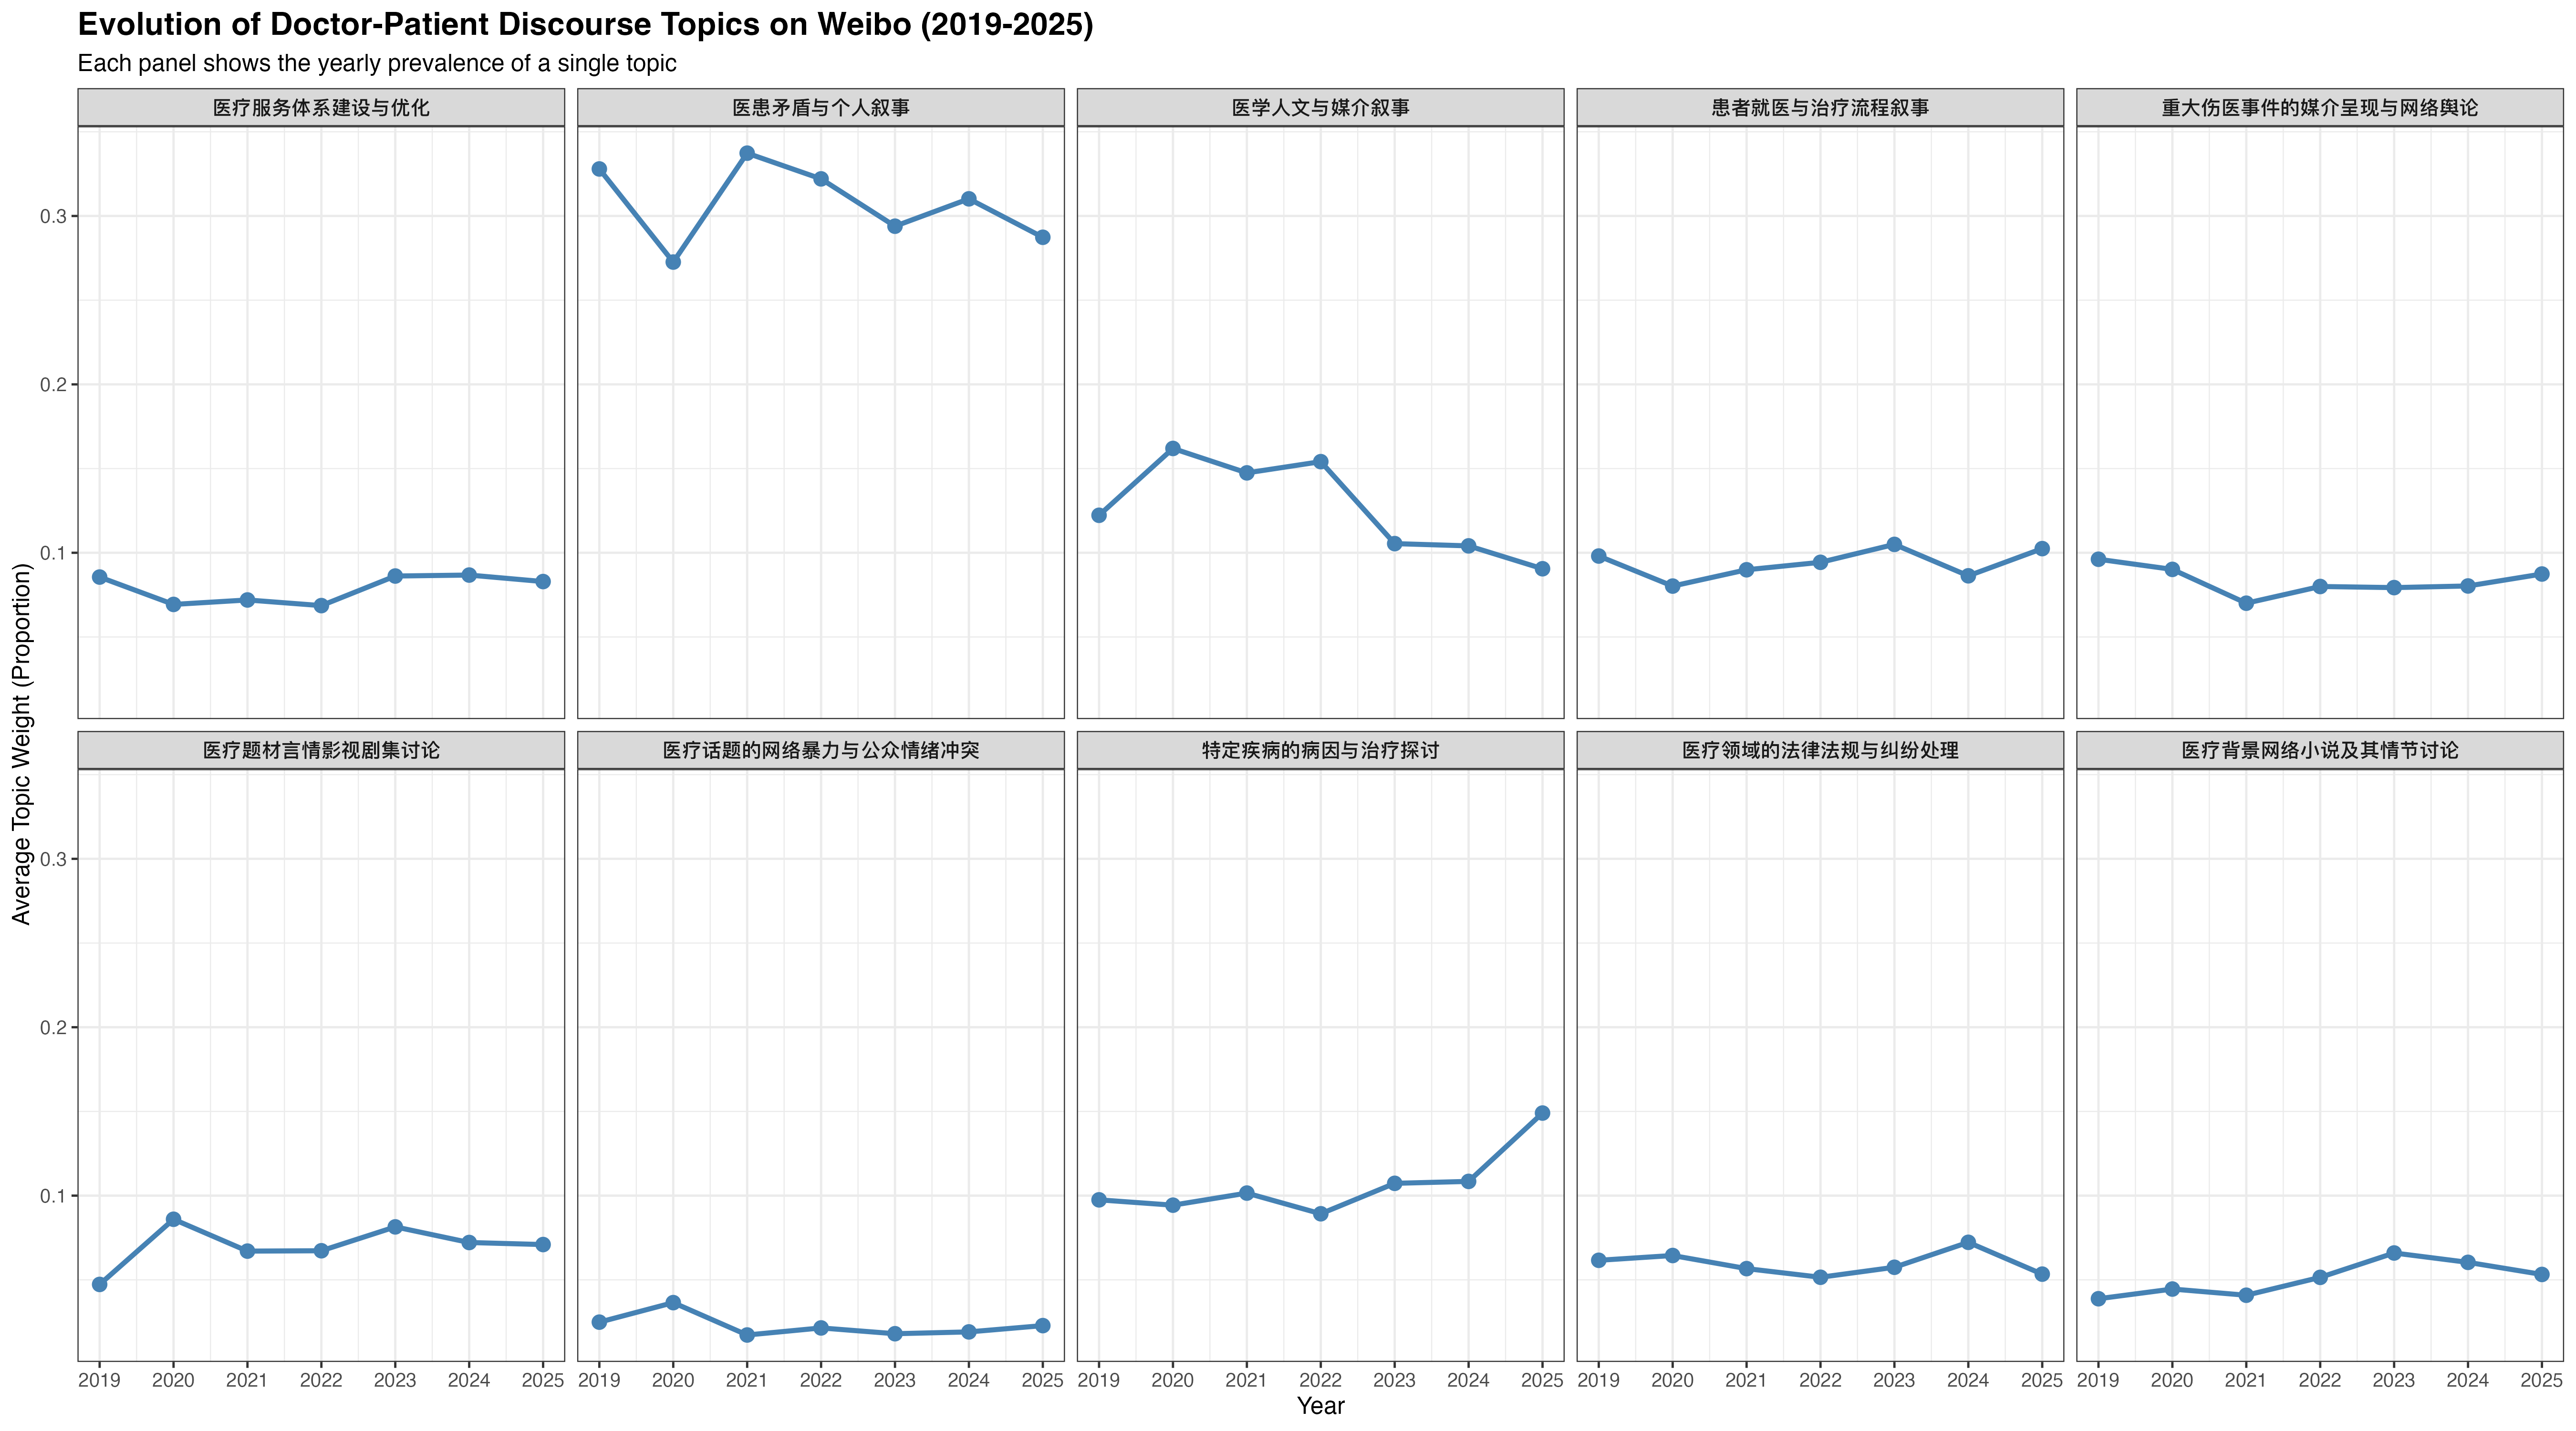 Evolution of Doctor-Patient Discourse Topics on Weibo (2019-2025)
Each panel shows the yearly prevalence of a single topic
医疗服务体系建设与优化
医患矛盾与个人叙事
医学人文与媒介叙事
患者就医与治疗流程叙事
重大伤医事件的媒介呈现与网络舆论
0.3
0.2
0.1
Average Topic Weight (Proportion)
医疗题材言情影视剧集讨论
医疗话题的网络暴力与公众情绪冲突
特定疾病的病因与治疗探讨
医疗领域的法律法规与纠纷处理
医疗背景网络小说及其情节讨论
0.3
0.2
0.1
2019 2020 2021 2022 2023 2024 2025
2019 2020 2021 2022 2023 2024 2025
2019 2020 2021 2022 2023 2024 2025
2019 2020 2021 2022 2023 2024 2025
2019 2020 2021 2022 2023 2024 2025
Year